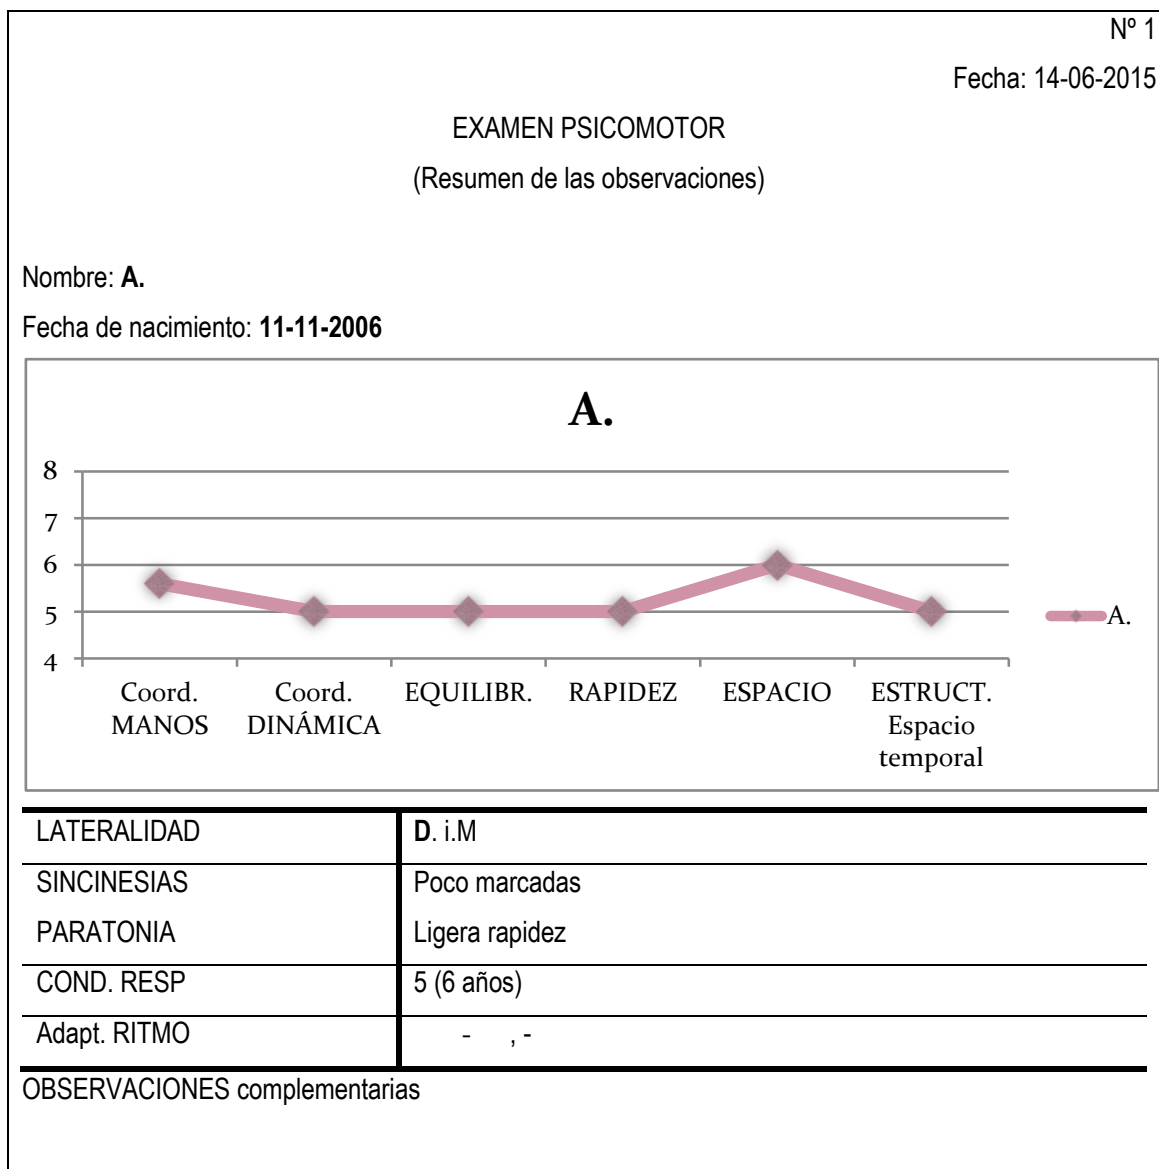 Nº 1
Fecha: 14-06-2015
EXAMEN PSICOMOTOR
(Resumen de las observaciones)
Nombre: A.
Fecha de nacimiento: 11-11-2006
A.
8
7
6
5
4
Coord. MANOS
Coord. DINÁMICA
EQUILIBR.
RAPIDEZ
ESPACIO
ESTRUCT. Espacio temporal
A.
LATERALIDAD D. i.M
SINCINESIAS Poco marcadas
PARATONIA Ligera rapidez
COND. RESP 5 (6 años)
Adapt. RITMO - , -
OBSERVACIONES complementarias